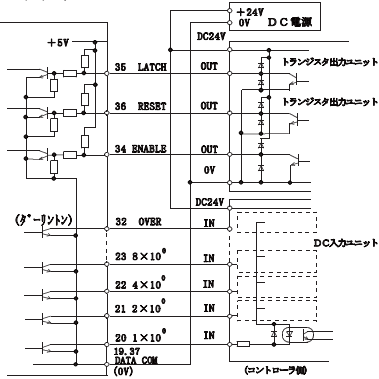 +24V
0V
DC電源
DC24V
+5V
35 LATCH
OUT
トランジスタ出力ユニット
36 RESET
OUT
トランジスタ出力ユニット
34 ENABLE
OUT
0V
DC24V
(ダーリントン)
32 OVER
IN
DC入力ユニット
23 8×10⁰
IN
22 4×10⁰
IN
21 2×10⁰
IN
20 1×10⁰
IN
19.37
DATA COM
(0V)
(コントローラ側)